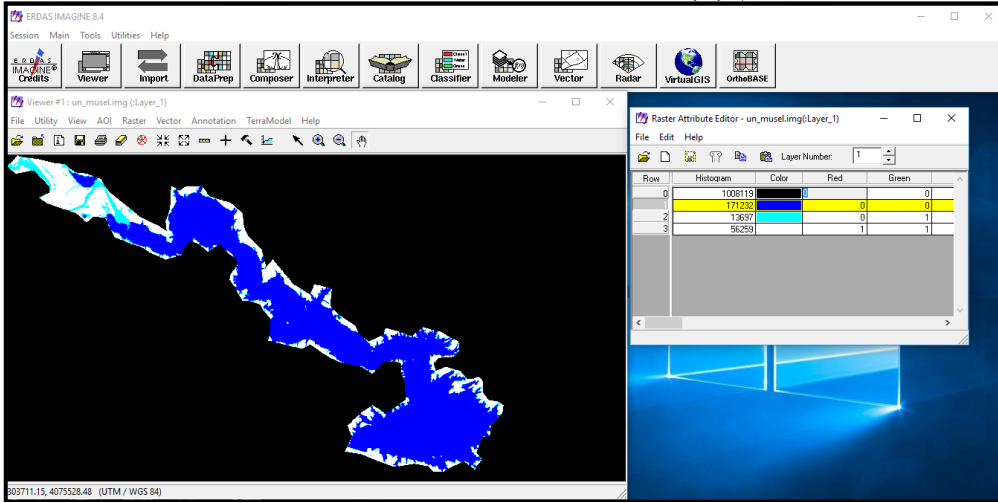 ERDAS IMAGINE 8.4
Session Main Tools Utilities Help
ERDAS
IMAGINE®
Credits Viewer Import DataPrep Composer Interpreter Catalog Classifier Modeler Vector Radar VirtualGIS OrthoBASE
Viewer #1 : un_musel.img (:Layer_1)
File Utility View AOI Raster Vector Annotation TerraModel Help
303711.15, 4075528.48 (UTM / WGS 84)
Raster Attribute Editor - un_musel.img(:Layer_1)
File Edit Help
Layer Number: 1
Row Histogram Color Red Green
0 1008119 0 0
1 171232 0 0
2 13697 0 1
3 56259 1 1